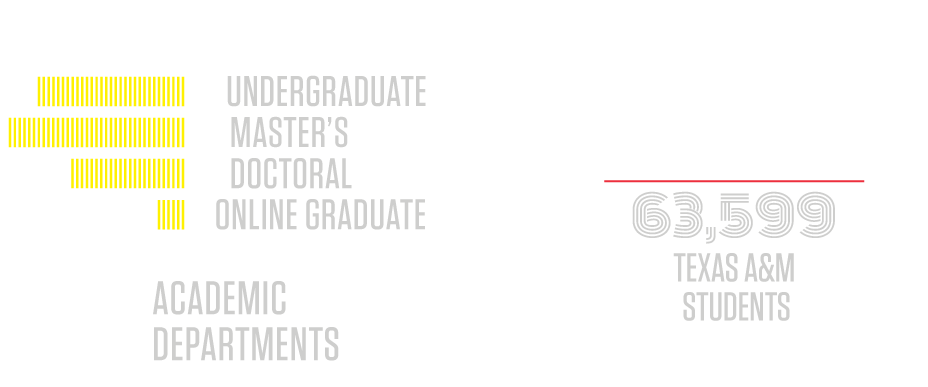 UNDERGRADUATE
MASTER'S
DOCTORAL
ONLINE GRADUATE
ACADEMIC
DEPARTMENTS
63,599
TEXAS A&M
STUDENTS